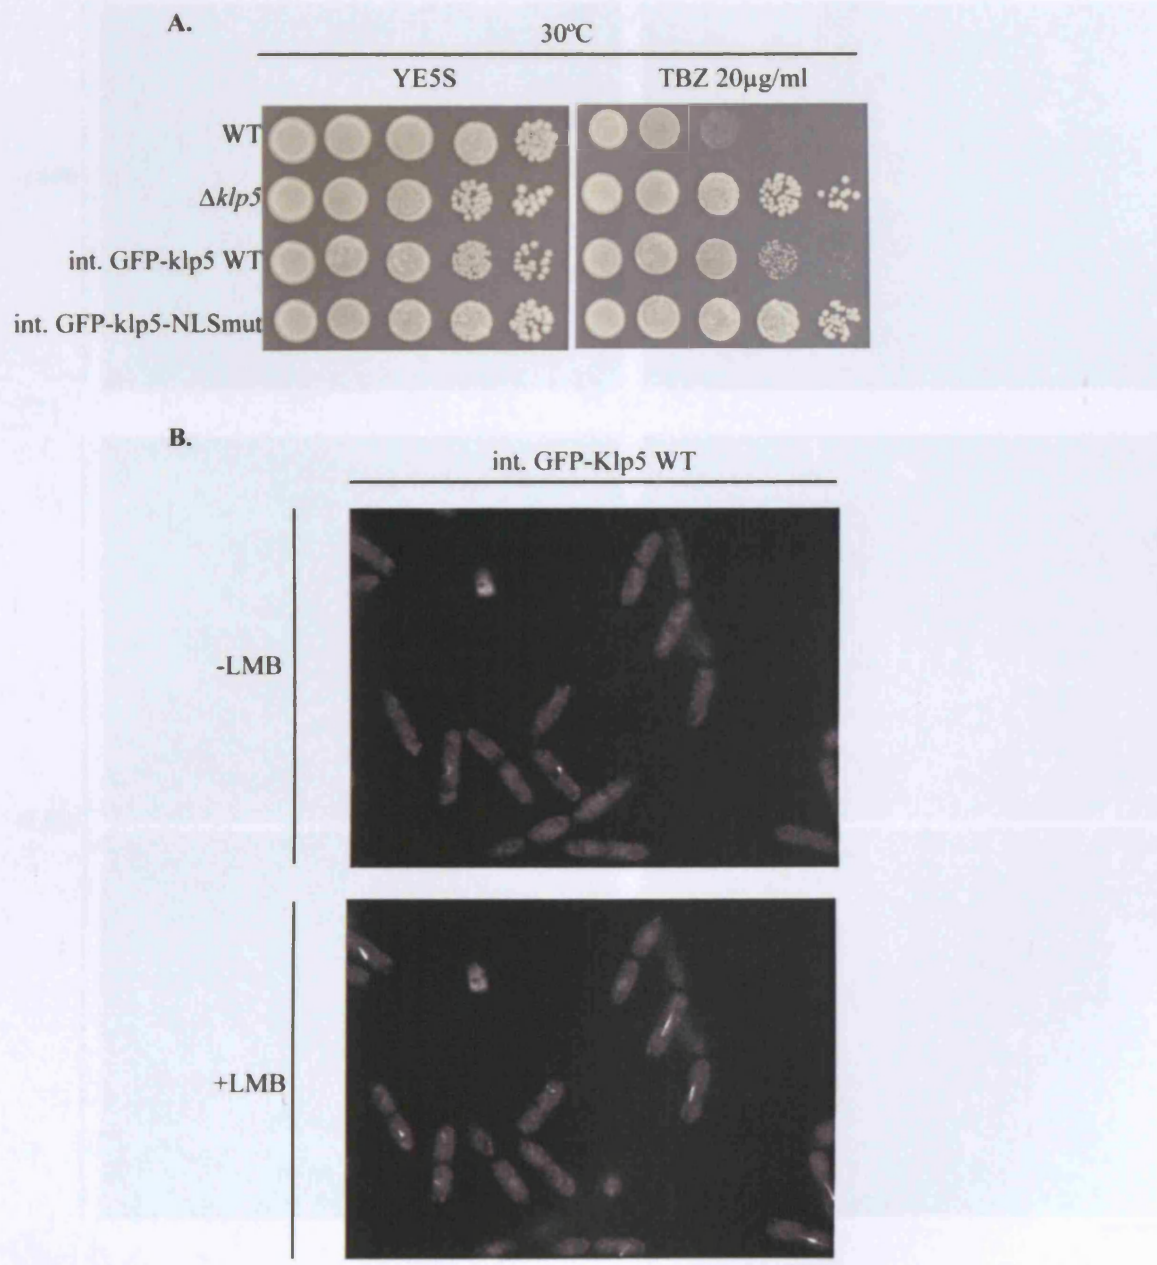 A.
30ºC
YE5S
TBZ 20µg/ml
WT
Δklp5
int. GFP-klp5 WT
int. GFP-klp5-NLSmut
B.
int. GFP-Klp5 WT
-LMB
+LMB